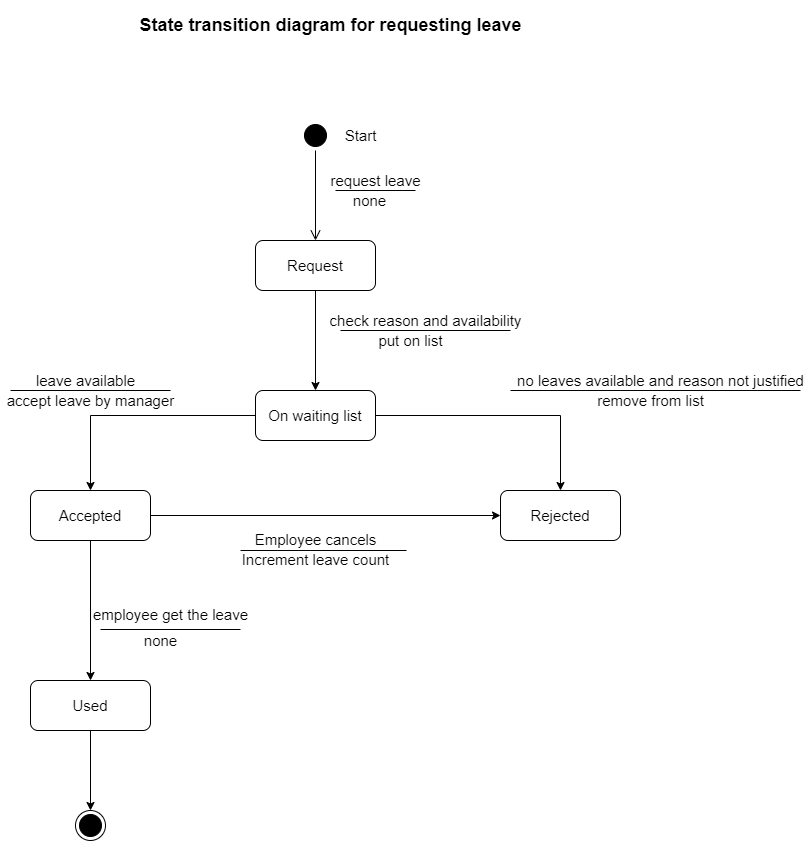 State transition diagram for requesting leave
Start
request leave
none
Request
check reason and availability
put on list
leave available
accept leave by manager
no leaves available and reason not justified
remove from list
On waiting list
Accepted
Rejected
Employee cancels
Increment leave count
employee get the leave
none
Used